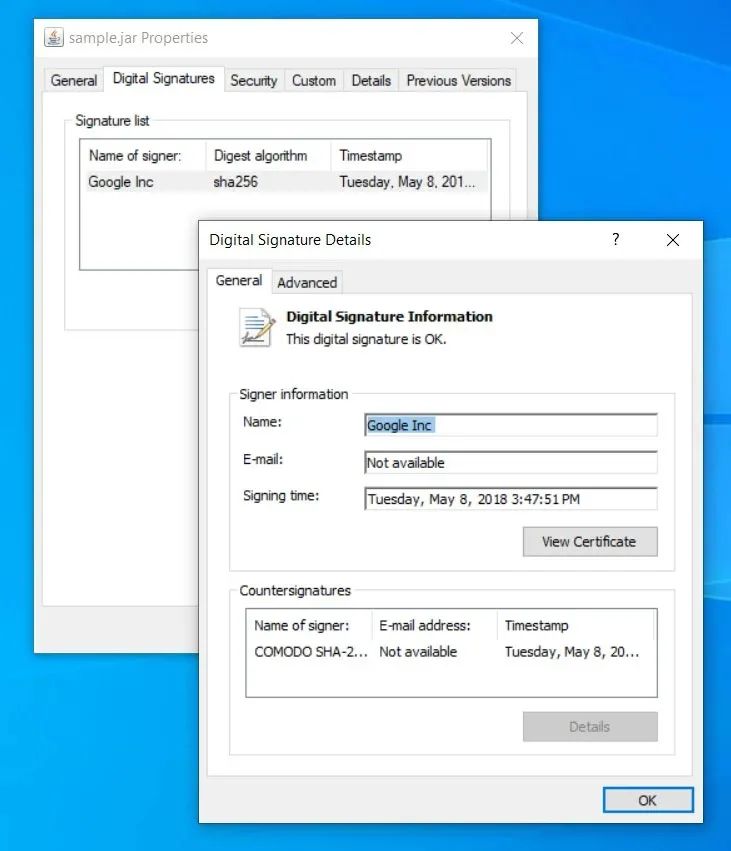 sample.jar Properties
General Digital Signatures Security Custom Details Previous Versions
Signature list
Name of signer: Digest algorithm Timestamp
Google Inc sha256 Tuesday, May 8, 201...
Digital Signature Details ?
General Advanced
Digital Signature Information
This digital signature is OK.
Signer information
Name: Google Inc
E-mail: Not available
Signing time: Tuesday, May 8, 2018 3:47:51 PM
View Certificate
Countersignatures
Name of signer: E-mail address: Timestamp
COMODO SHA-2... Not available Tuesday, May 8, 20...
Details
OK